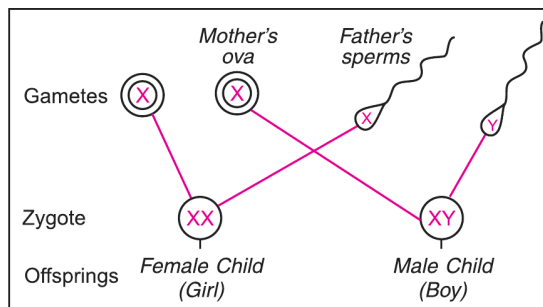 Mother's ova
Father's sperms
Gametes
X
X
X
Y
Zygote
XX
XY
Offsprings
Female Child (Girl)
Male Child (Boy)